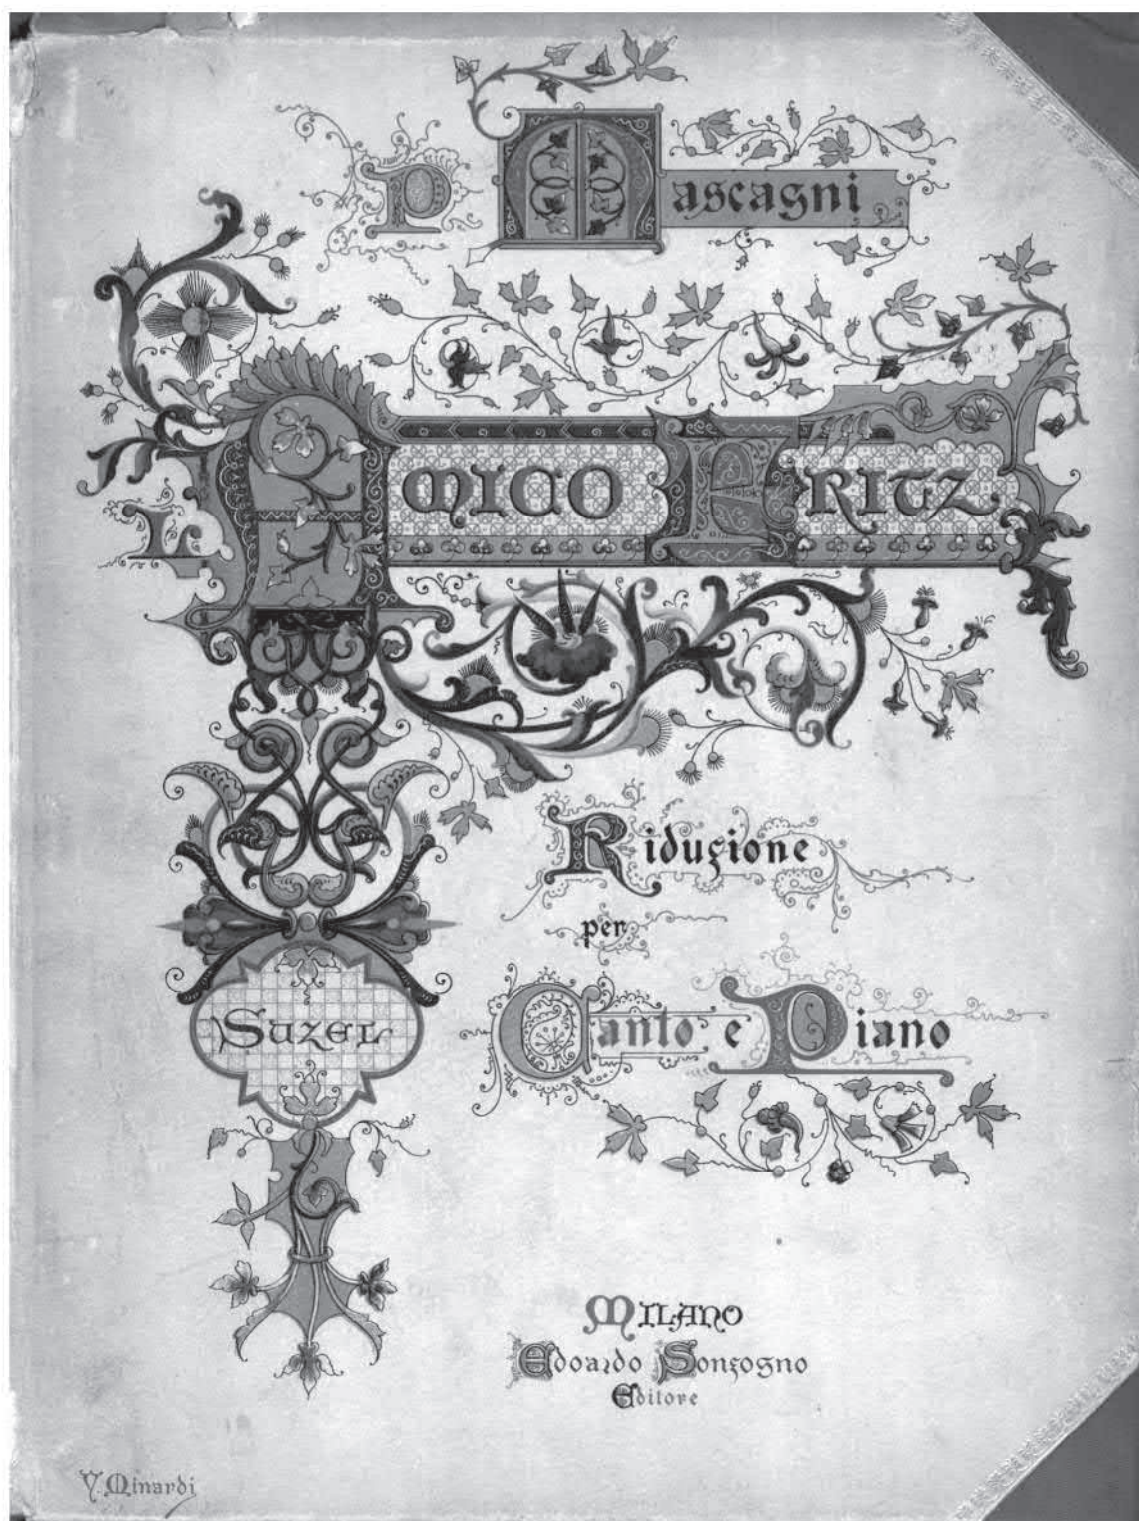 P Mascagni
L' Amico Fritz
Riduzione
per
Canto e Piano
SUZEL
MILANO
Edoardo Sonzogno
Editore
V. Minardi